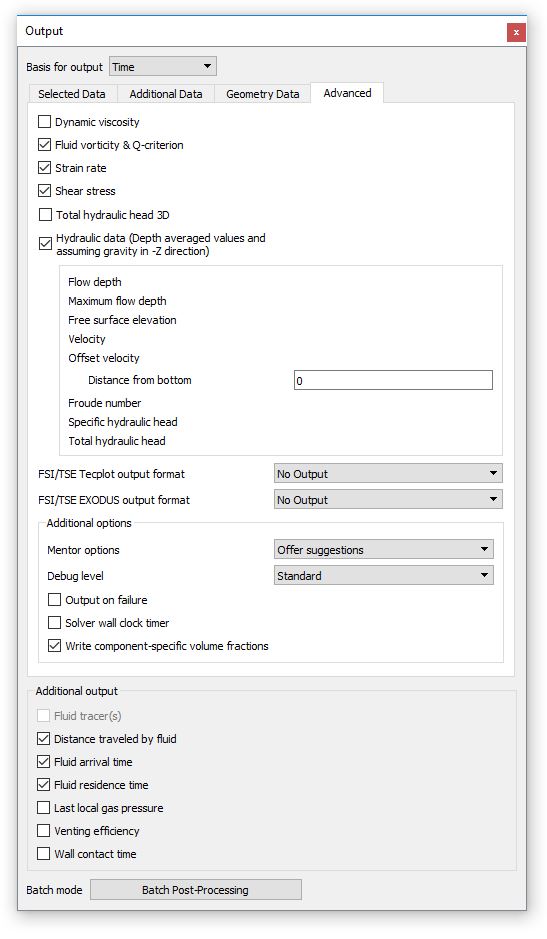 Output
x
Basis for output Time
Selected Data Additional Data Geometry Data Advanced
Dynamic viscosity
Fluid vorticity & Q-criterion
Strain rate
Shear stress
Total hydraulic head 3D
Hydraulic data (Depth averaged values and
assuming gravity in -Z direction)
Flow depth
Maximum flow depth
Free surface elevation
Velocity
Offset velocity
Distance from bottom 0
Froude number
Specific hydraulic head
Total hydraulic head
FSI/TSE Tecplot output format No Output
FSI/TSE EXODUS output format No Output
Additional options
Mentor options Offer suggestions
Debug level Standard
Output on failure
Solver wall clock timer
Write component-specific volume fractions
Additional output
Fluid tracer(s)
Distance traveled by fluid
Fluid arrival time
Fluid residence time
Last local gas pressure
Venting efficiency
Wall contact time
Batch mode Batch Post-Processing